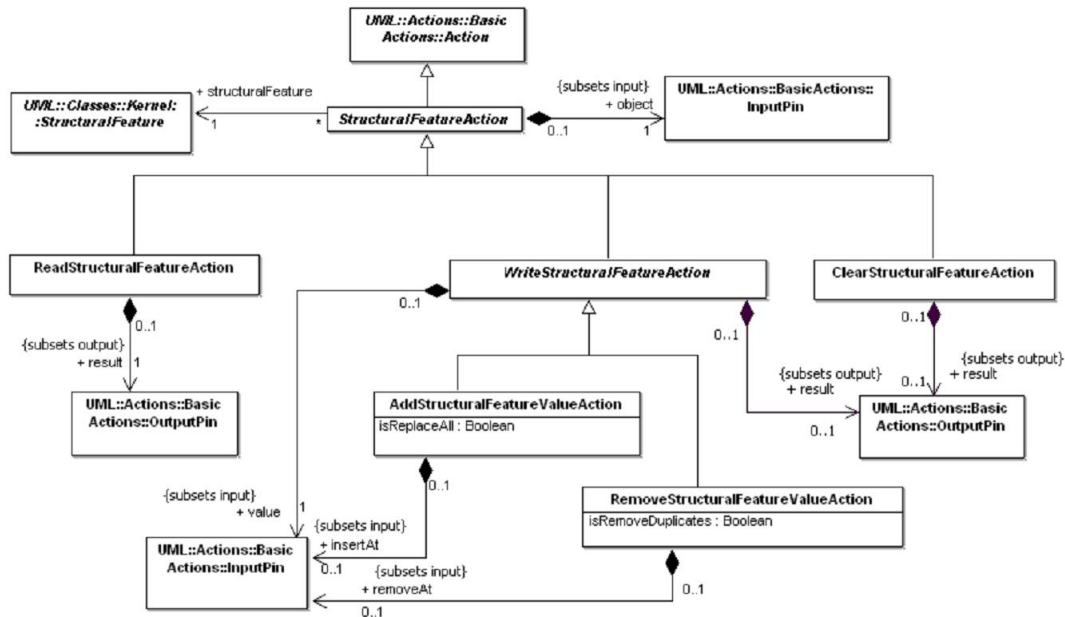 UML::Actions::Basic
Actions::Action
+ structuralFeature
{subsets input}
+ object
UML::Classes::Kernel:
:StructuralFeature
1
*
StructuralFeatureAction
0..1
1
UML::Actions::BasicActions::
InputPin
ReadStructuralFeatureAction
WriteStructuralFeatureAction
ClearStructuralFeatureAction
0..1
0..1
0..1
0..1
{subsets output}
+ result
1
{subsets output}
+ result
{subsets output}
+ result
0..1
0..1
UML::Actions::Basic
Actions::OutputPin
AddStructuralFeatureValueAction
isReplaceAll : Boolean
UML::Actions::Basic
Actions::OutputPin
0..1
{subsets input}
+ value
1
{subsets input}
+ insertAt
0..1
RemoveStructuralFeatureValueAction
isRemoveDuplicates : Boolean
UML::Actions::Basic
Actions::InputPin
{subsets input}
+ removeAt
0..1
0..1